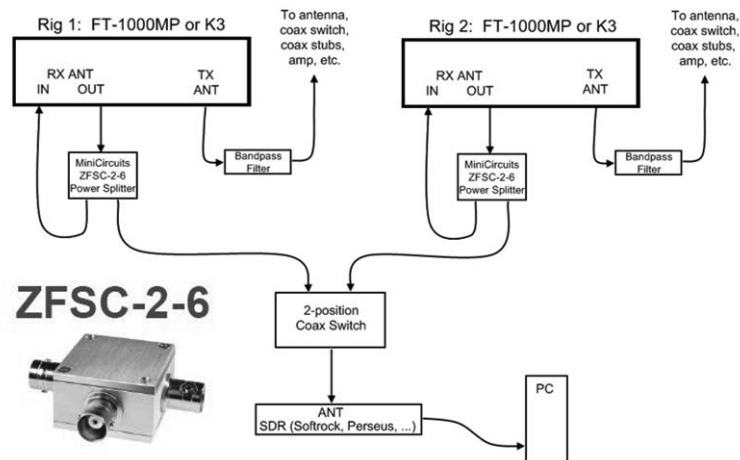 Rig 1: FT-1000MP or K3
To antenna,
coax switch,
coax stubs,
amp, etc.
RX ANT
IN OUT
TX
ANT
MiniCircuits
ZFSC-2-6
Power Splitter
Bandpass
Filter
Rig 2: FT-1000MP or K3
To antenna,
coax switch,
coax stubs,
amp, etc.
RX ANT
IN OUT
TX
ANT
MiniCircuits
ZFSC-2-6
Power Splitter
Bandpass
Filter
ZFSC-2-6
2-position
Coax Switch
ANT
SDR (Softrock, Perseus, ...)
PC